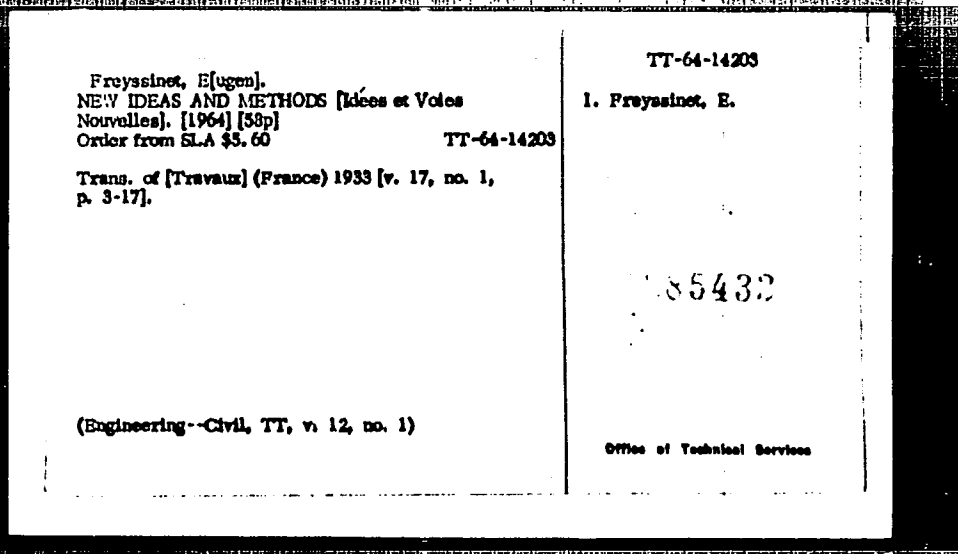 Freyssinet, E[ugen].
NEW IDEAS AND METHODS [Idées et Voies
Nouvelles]. [1964] [58p]
Order from SLA $5.60 TT-64-14203
Trans. of [Travaux] (France) 1933 [v. 17, no. 1,
p. 3-17].
(Engineering--Civil, TT, v. 12, no. 1)
TT-64-14203
1. Freyssinet, E.
85432
Office of Technical Services